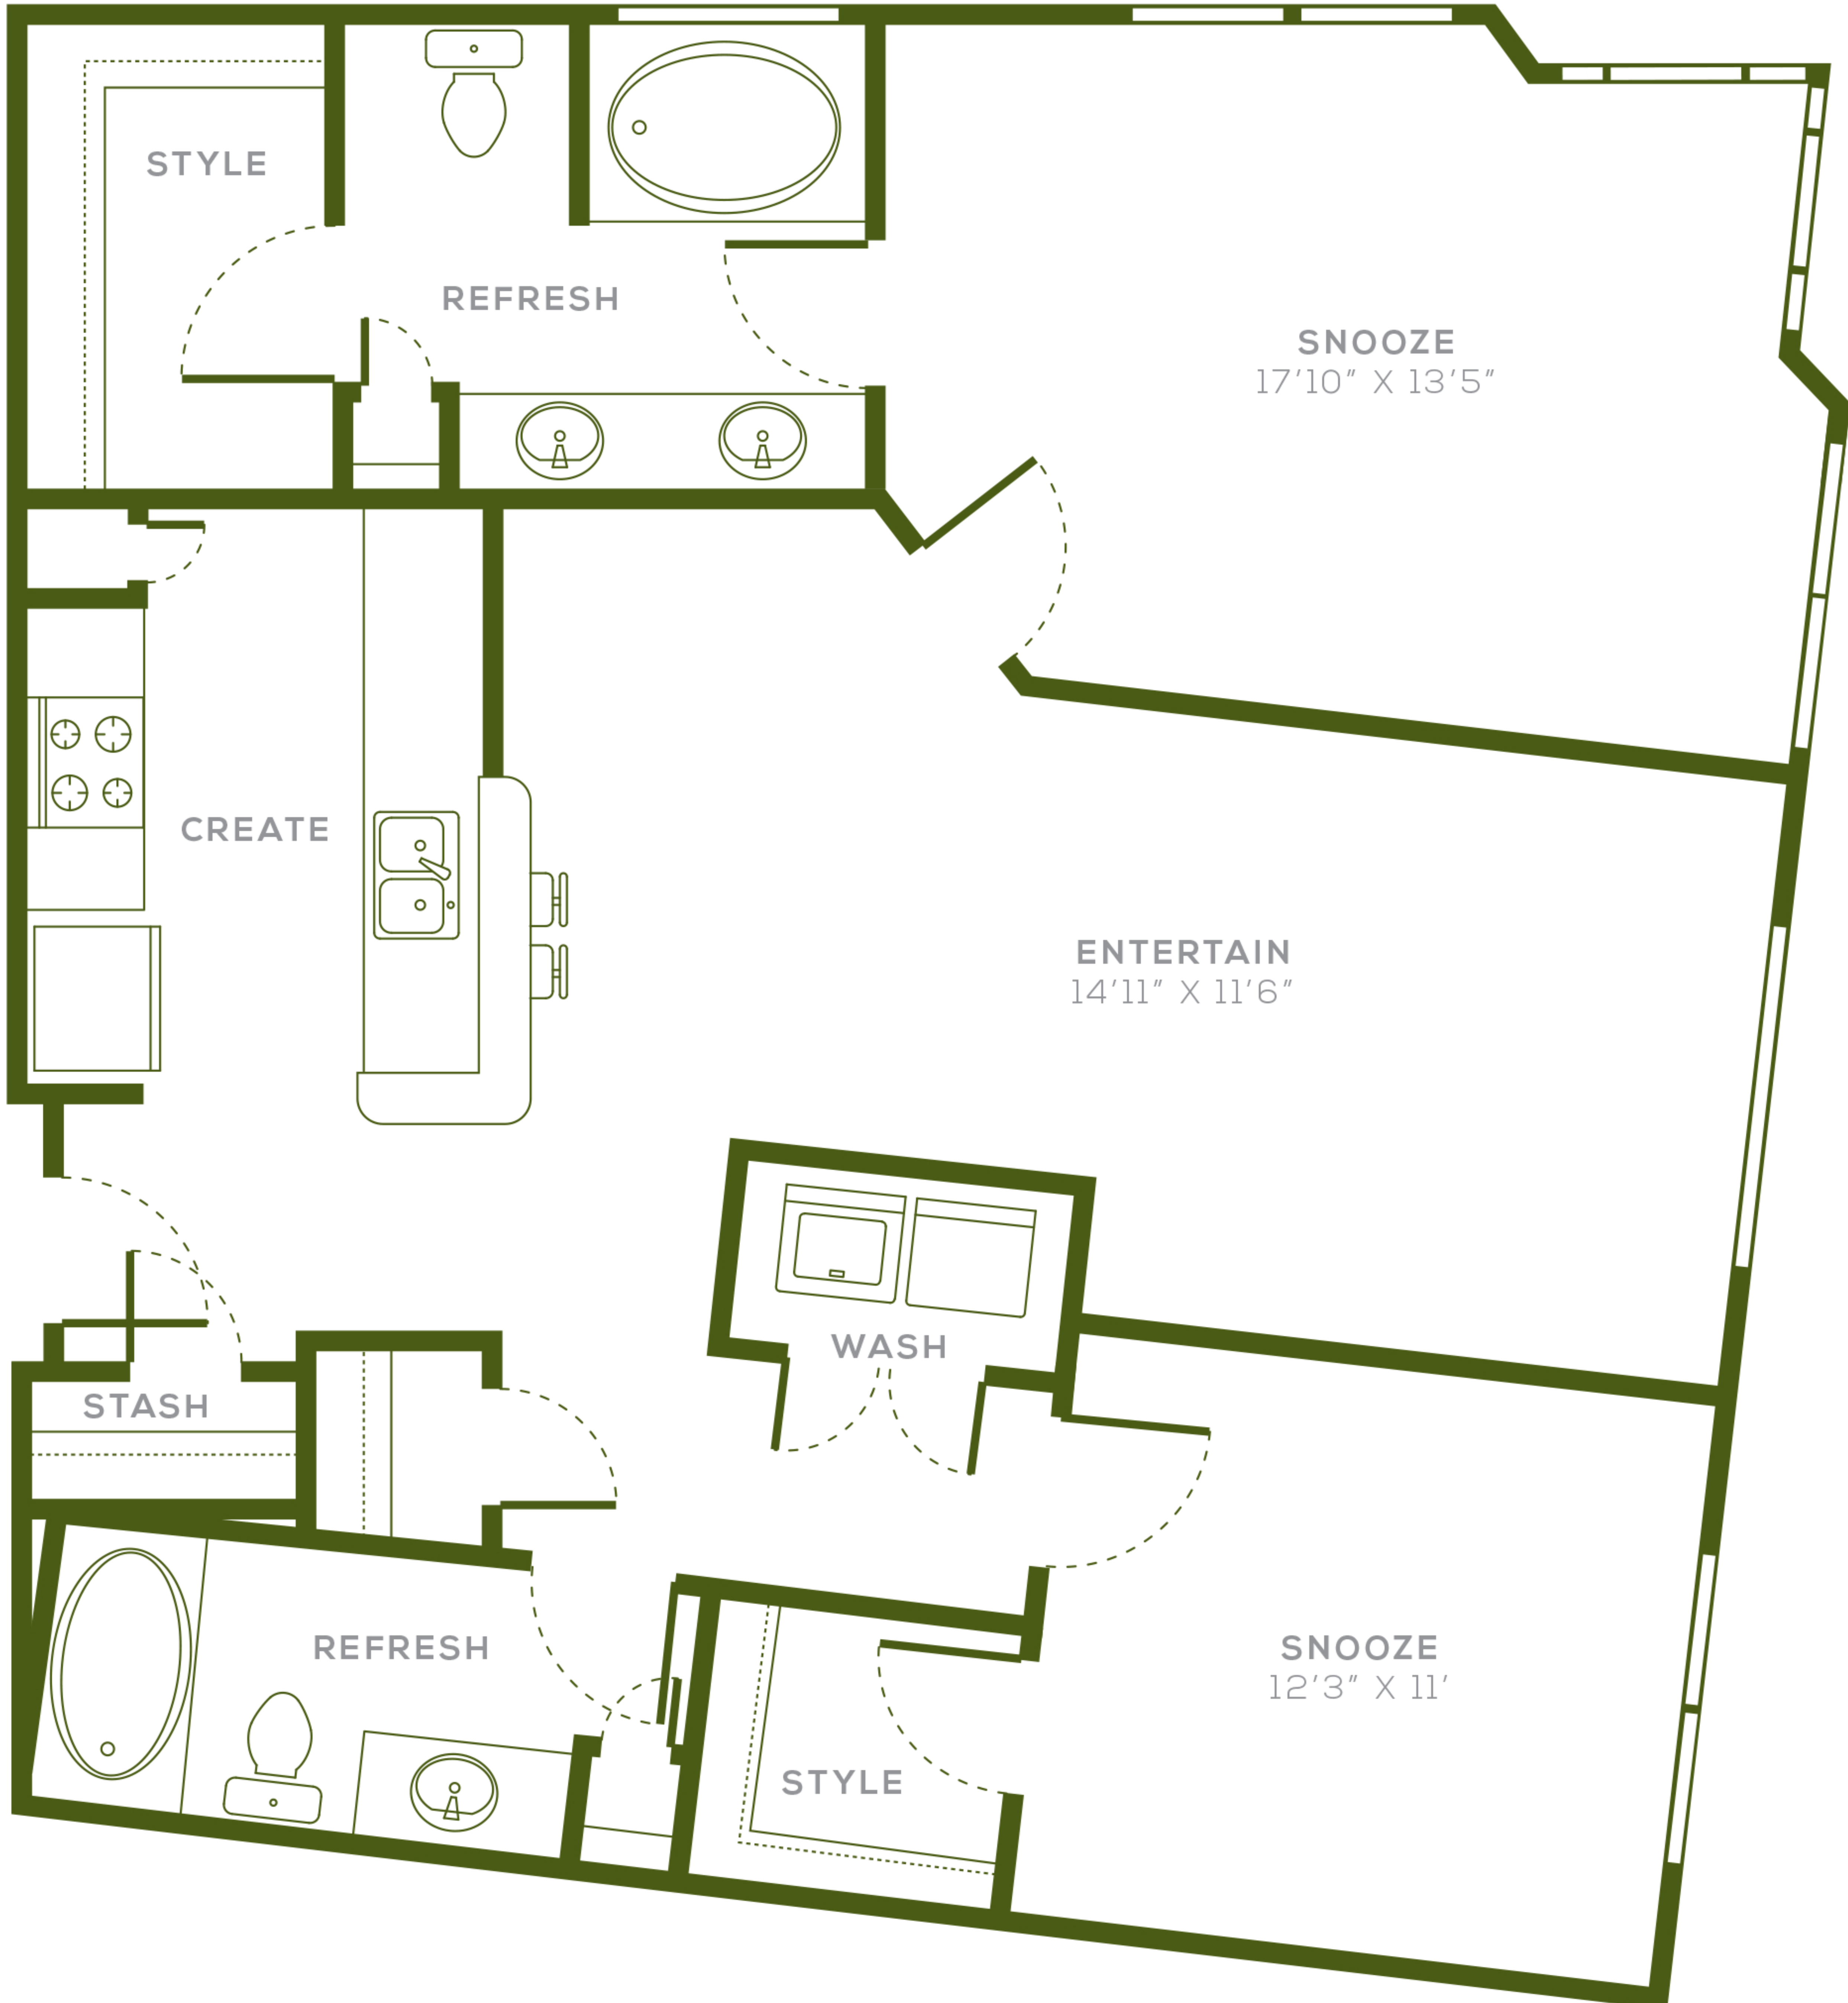 STYLE
REFRESH
SNOOZE
17'10" X 13'5"
CREATE
ENTERTAIN
14'11" X 11'6"
WASH
STASH
REFRESH
SNOOZE
12'3" X 11'
STYLE